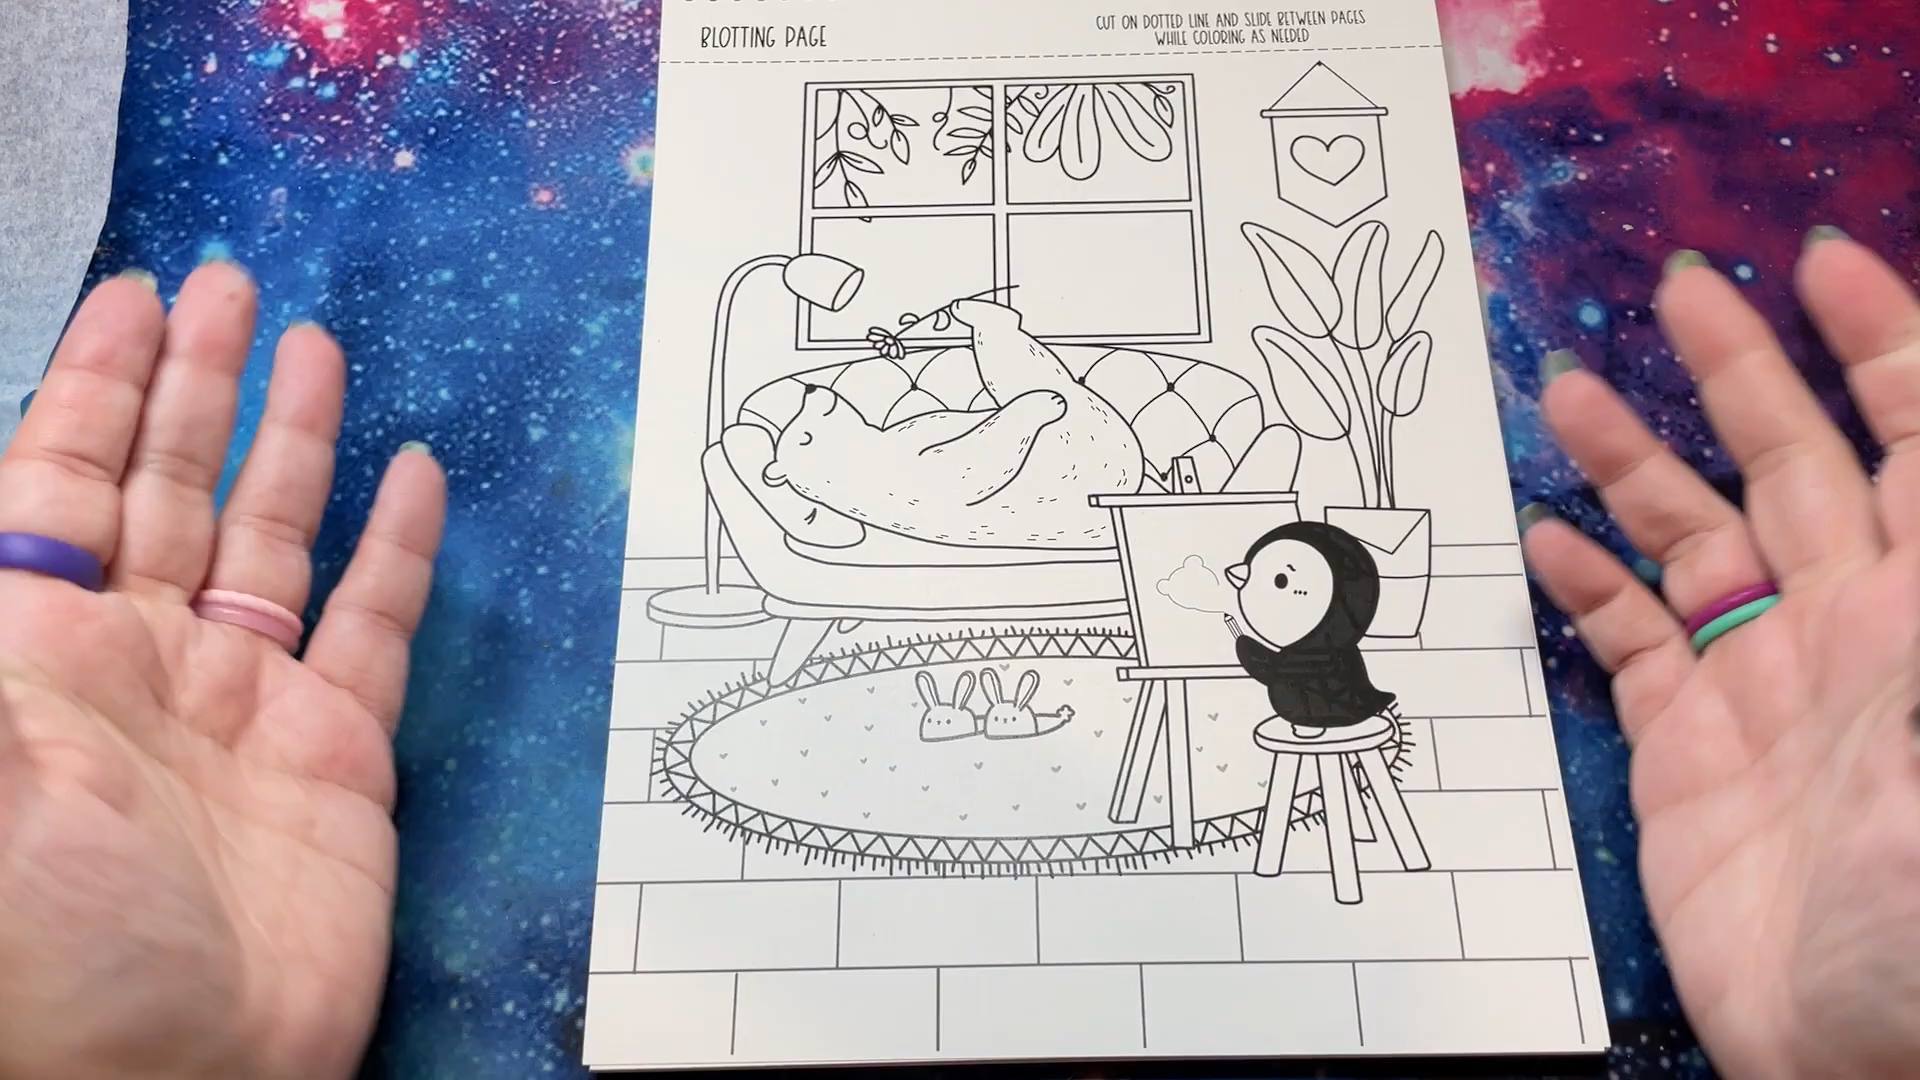 BLOTTING PAGE
CUT ON DOTTED LINE AND SLIDE BETWEEN PAGES
WHILE COLORING AS NEEDED